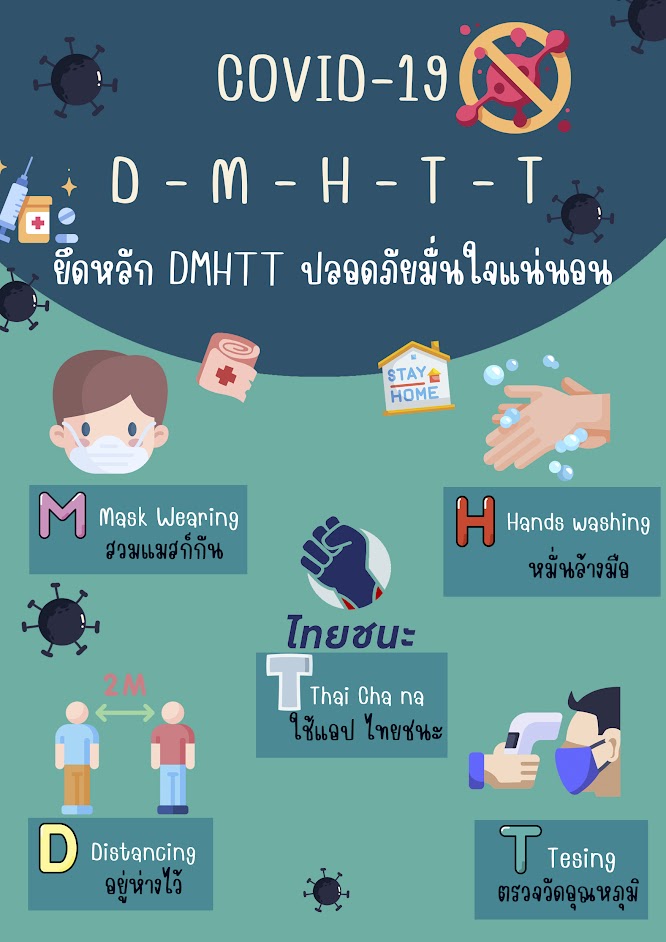 COVID-19
D - M - H - T - T
ยึดหลัก DMHTT ปลอดภัยมั่นใจแน่นอน
STAY
HOME
M Mask Wearing
สวมแมสก์กัน
H Hands washing
หมั่นล้างมือ
ไทยชนะ
T Thai Cha na
ใช้แอป ไทยชนะ
2M
D Distancing
อยู่ห่างไว้
T Tesing
ตรวจวัดอุณหภูมิ